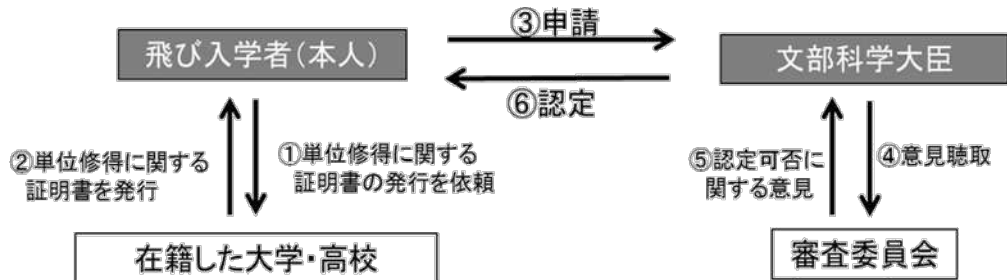 ③申請
飛び入学者(本人)
文部科学大臣
⑥認定
②単位修得に関する
証明書を発行
①単位修得に関する
証明書の発行を依頼
⑤認定可否に
関する意見
④意見聴取
在籍した大学・高校
審査委員会